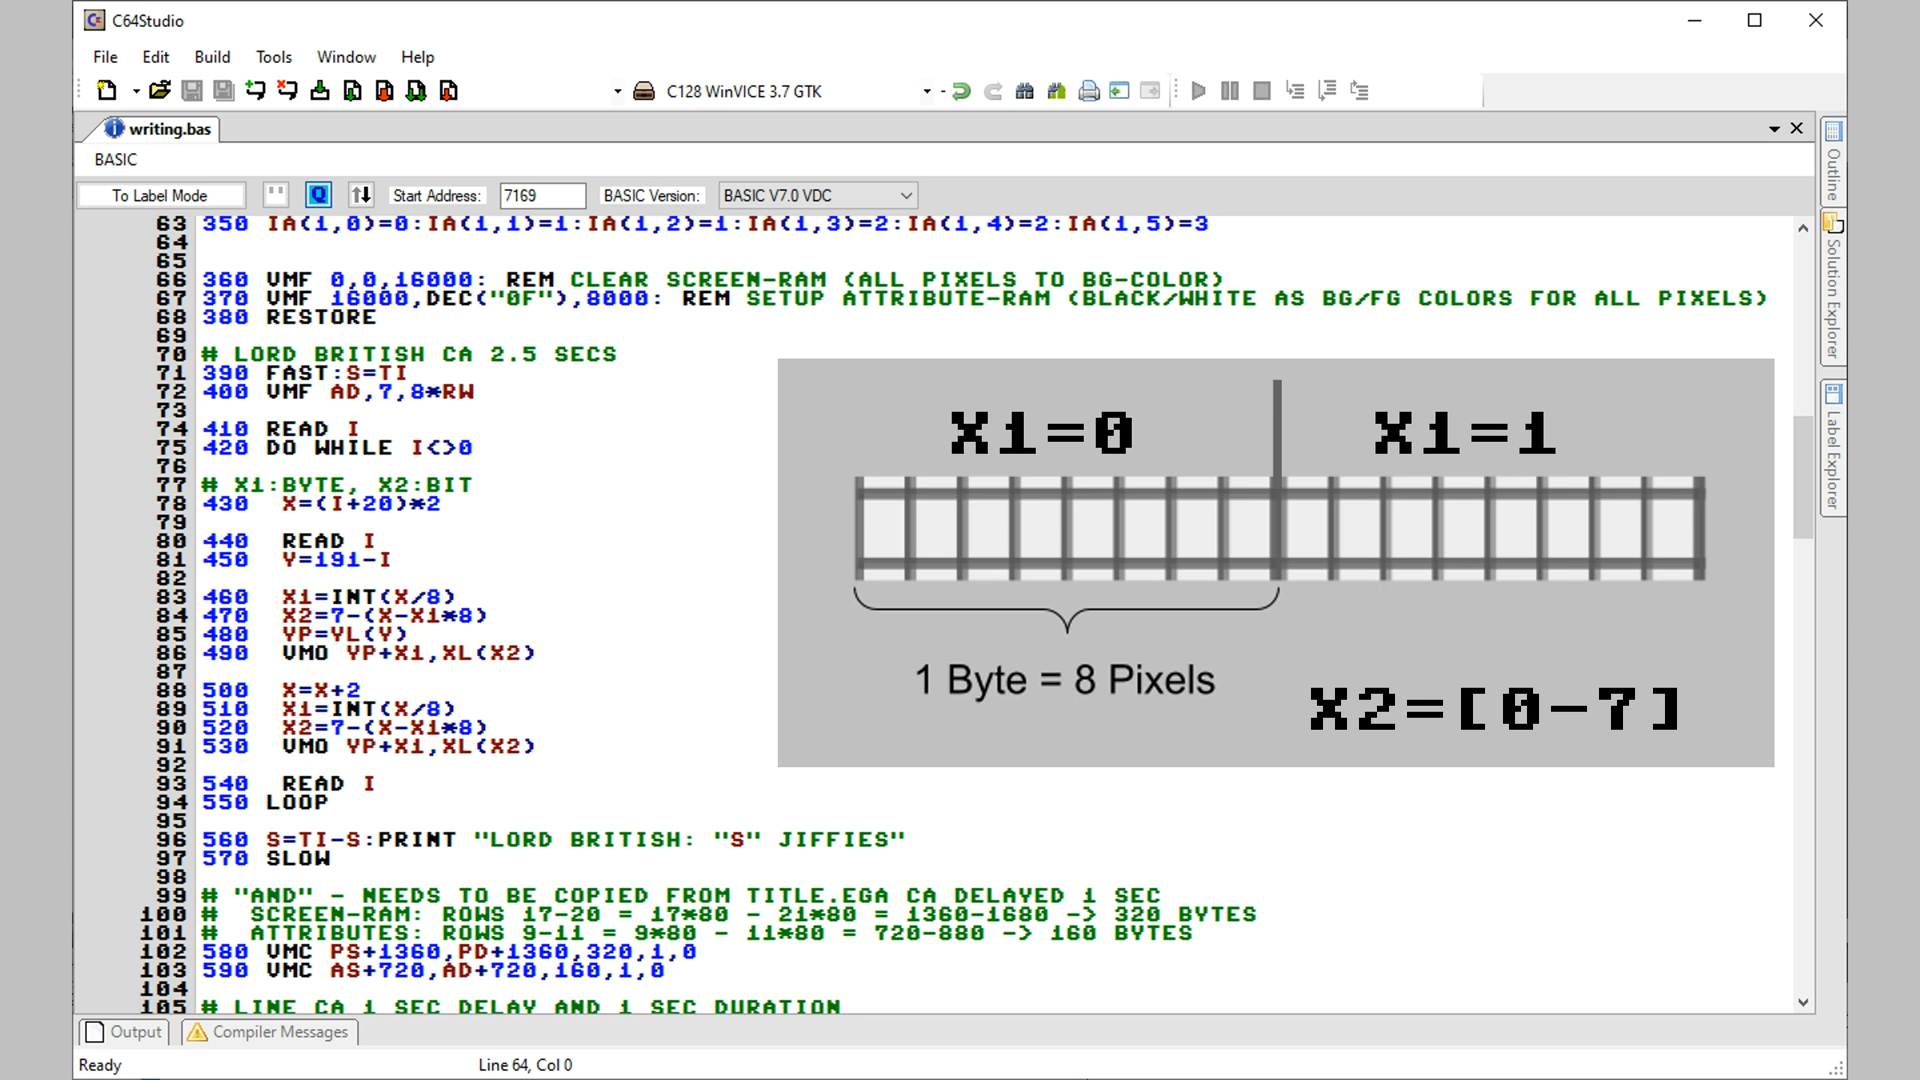 C64Studio
File Edit Build Tools Window Help
C128 WinVICE 3.7 GTK
writing.bas
BASIC
To Label Mode Start Address: 7169 BASIC Version: BASIC V7.0 VDC
63 350 IA(1,0)=0:IA(1,1)=1:IA(1,2)=1:IA(1,3)=2:IA(1,4)=2:IA(1,5)=3
64
65
66 360 VMF 0,0,16000: REM CLEAR SCREEN-RAM (ALL PIXELS TO BG-COLOR)
67 370 VMF 16000,DEC("0F"),8000: REM SETUP ATTRIBUTE-RAM (BLACK/WHITE AS BG/FG COLORS FOR ALL PIXELS)
68 380 RESTORE
69
70 # LORD BRITISH CA 2.5 SECS
71 390 FAST:S=TI
72 400 VMF AD,7,8*RW
73
74 410 READ I
75 420 DO WHILE I<>0
76
77 # X1:BYTE, X2:BIT
78 430 X=(I+20)*2
79
80 440 READ I
81 450 Y=191-I
82
83 460 X1=INT(X/8)
84 470 X2=7-(X-X1*8)
85 480 YP=YL(Y)
86 490 VMO YP+X1,XL(X2)
87
88 500 X=X+2
89 510 X1=INT(X/8)
90 520 X2=7-(X-X1*8)
91 530 VMO YP+X1,XL(X2)
92
93 540 READ I
94 550 LOOP
95
96 560 S=TI-S:PRINT "LORD BRITISH: "S" JIFFIES"
97 570 SLOW
98
99 # "AND" - NEEDS TO BE COPIED FROM TITLE.EGA CA DELAYED 1 SEC
100 # SCREEN-RAM: ROWS 17-20 = 17*80 - 21*80 = 1360-1680 -> 320 BYTES
101 # ATTRIBUTES: ROWS 9-11 = 9*80 - 11*80 = 720-880 -> 160 BYTES
102 580 VMC PS+1360,PD+1360,320,1,0
103 590 VMC AS+720,AD+720,160,1,0
104
105 # LINE CA 1 SEC DELAY AND 1 SEC DURATION
X1=0 X1=1
1 Byte = 8 Pixels
X2=[0-7]
Outline
Solution Explorer
Label Explorer
Output Compiler Messages
Ready Line 64, Col 0